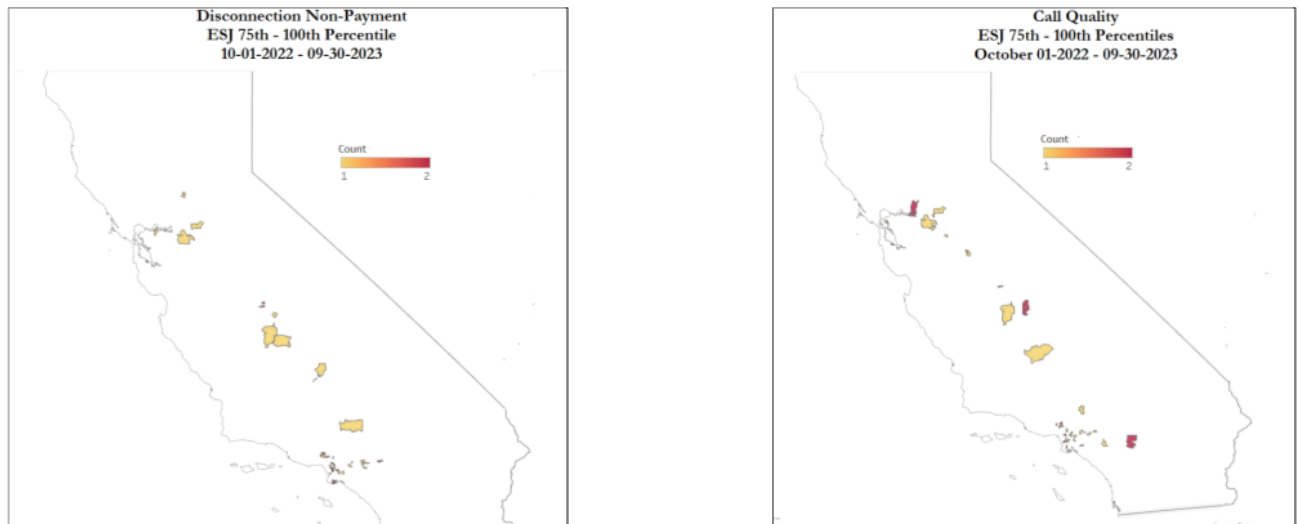 Disconnection Non-Payment
ESJ 75th - 100th Percentile
10-01-2022 - 09-30-2023
Count
1 2
Call Quality
ESJ 75th - 100th Percentiles
October 01-2022 - 09-30-2023
Count
1 2